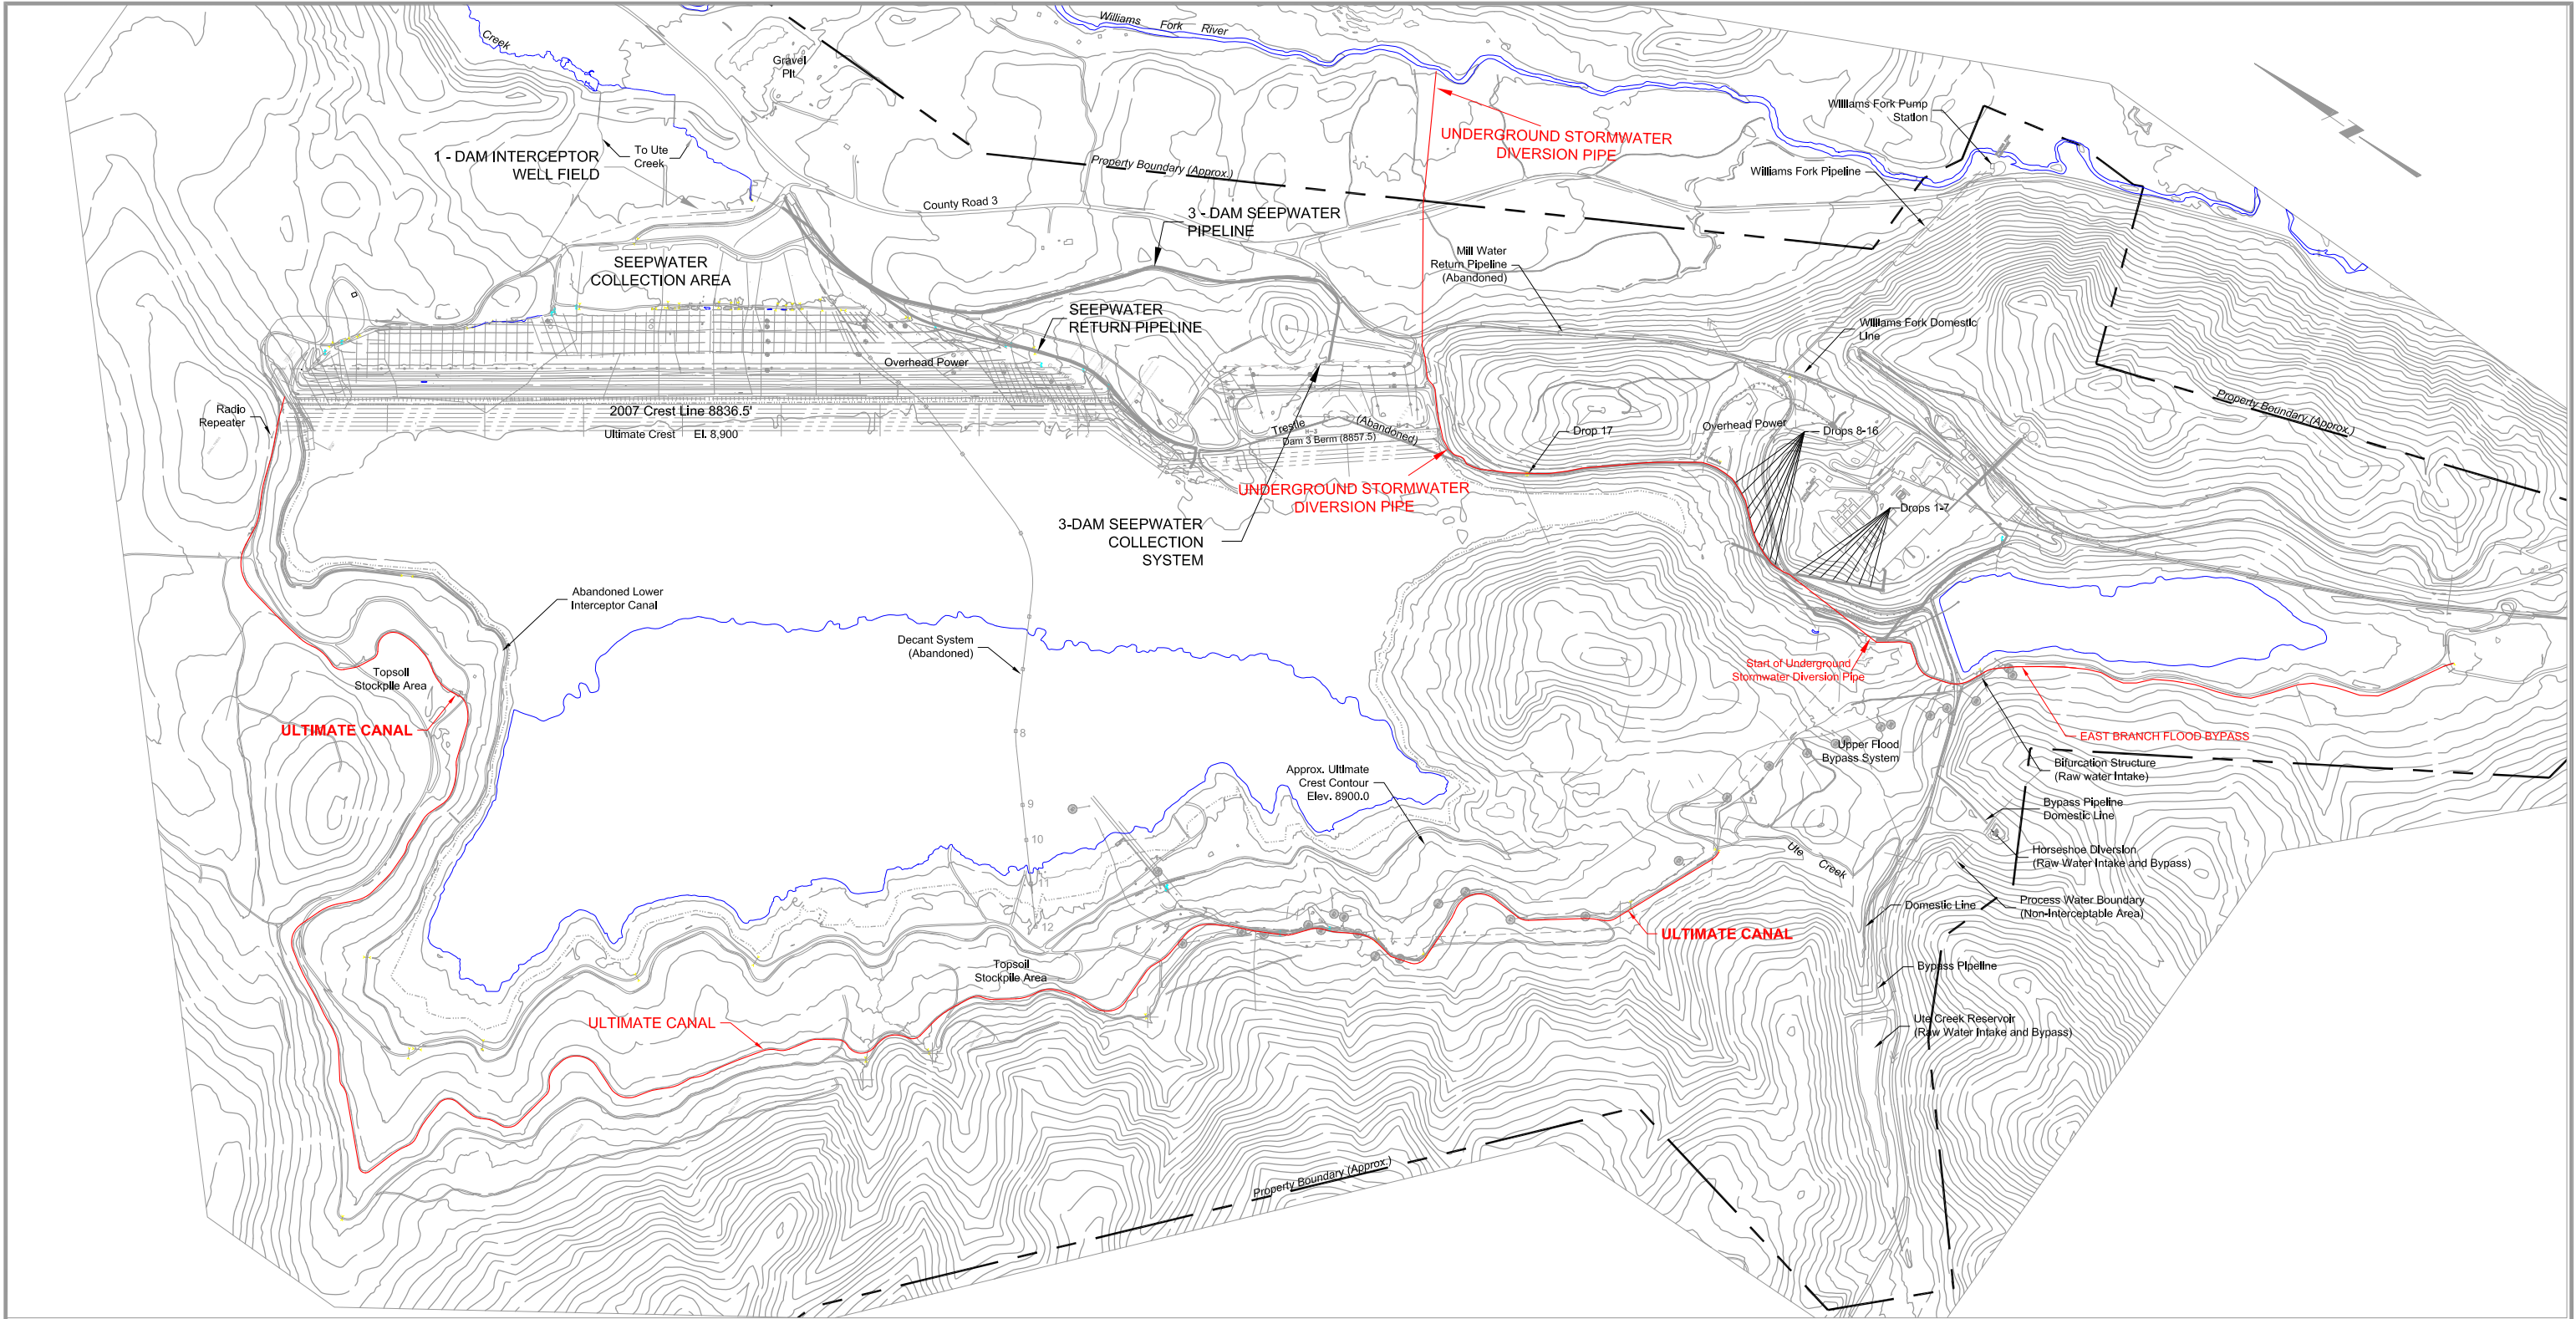 Creek
Gravel
Pit
Williams Fork River
1 - DAM INTERCEPTOR
WELL FIELD
To Ute
Creek
Property Boundary (Approx.)
County Road 3
UNDERGROUND STORMWATER
DIVERSION PIPE
Williams Fork Pump
Station
Williams Fork Pipeline
3 - DAM SEEPWATER
PIPELINE
SEEPWATER
COLLECTION AREA
Mill Water
Return Pipeline
(Abandoned)
SEEPWATER
RETURN PIPELINE
Overhead Power
Williams Fork Domestic
Line
Radio
Repeater
2007 Crest Line 8836.5'
Ultimate Crest El. 8,900
Trestle (Abandoned)
Dam 3 Berm (8857.5)
Drop 17
Overhead Power
Drops 8-16
Property Boundary (Approx.)
UNDERGROUND STORMWATER
DIVERSION PIPE
3-DAM SEEPWATER
COLLECTION
SYSTEM
Drops 1-7
Abandoned Lower
Interceptor Canal
Decant System
(Abandoned)
Topsoil
Stockpile Area
Start of Underground
Stormwater Diversion Pipe
ULTIMATE CANAL
8
EAST BRANCH FLOOD BYPASS
Upper Flood
Bypass System
Bifurcation Structure
(Raw water Intake)
Approx. Ultimate
Crest Contour
Elev. 8900.0
9
10
11
12
Bypass Pipeline
Domestic Line
Ute Creek
Horseshoe Diversion
(Raw Water Intake and Bypass)
Domestic Line
Process Water Boundary
(Non-Interceptable Area)
ULTIMATE CANAL
Topsoil
Stockpile Area
Bypass Pipeline
ULTIMATE CANAL
Ute Creek Reservoir
(Raw Water Intake and Bypass)
Property Boundary (Approx.)